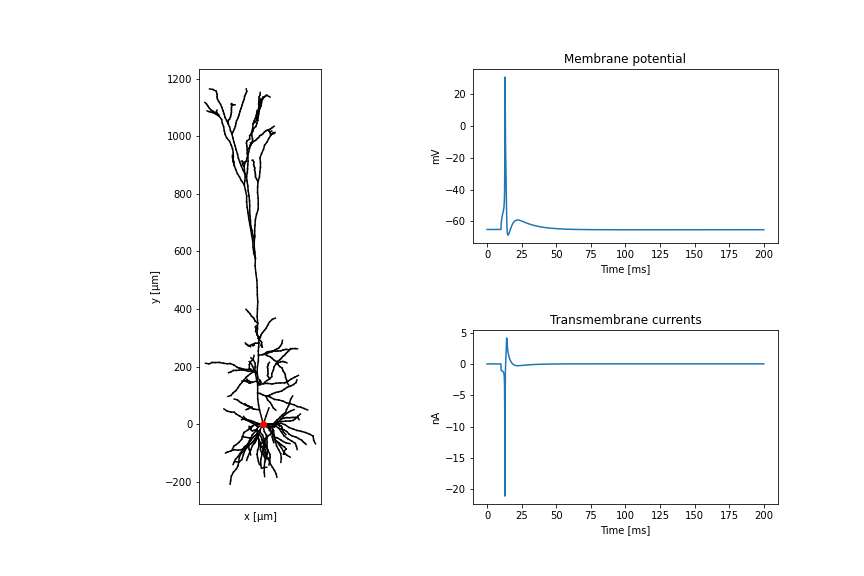 1200
1000
800
600
400
200
0
−200
y [μm]
x [μm]
Membrane potential
20
0
−20
−40
−60
mV
0 25 50 75 100 125 150 175 200
Time [ms]
Transmembrane currents
5
0
−5
−10
−15
−20
nA
0 25 50 75 100 125 150 175 200
Time [ms]